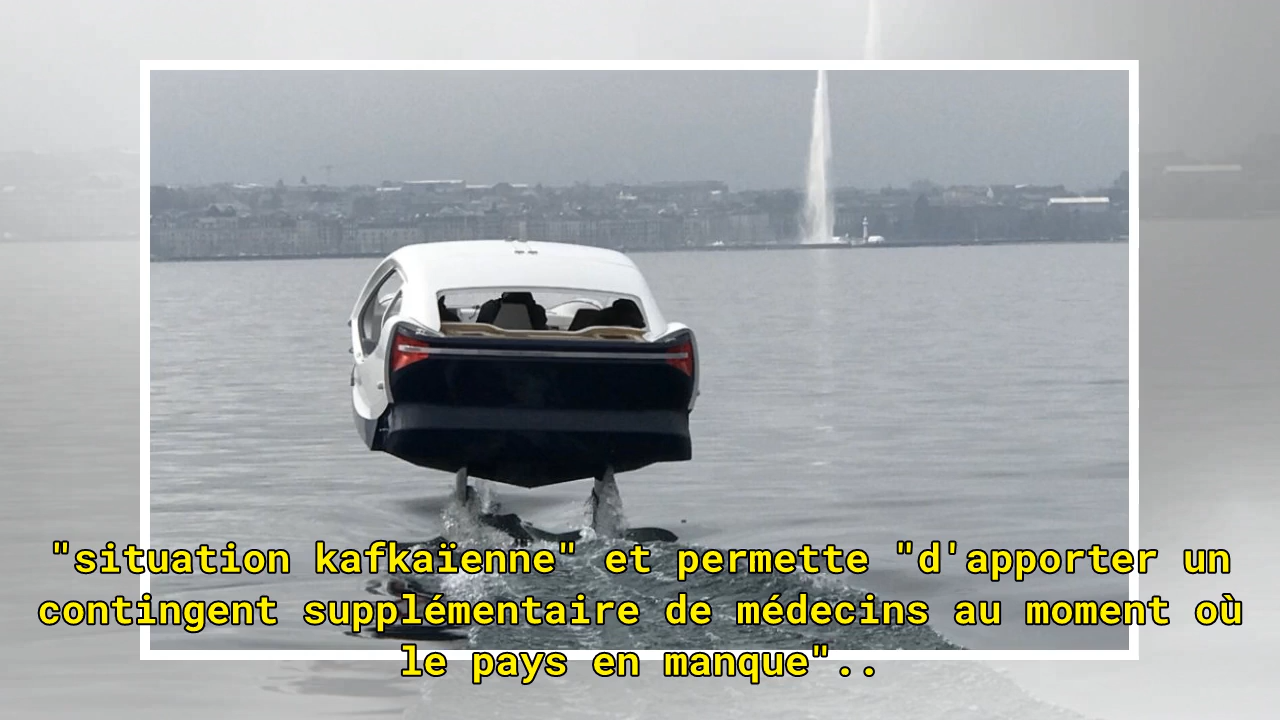 "situation kafkaïenne" et permette "d'apporter un
contingent supplémentaire de médecins au moment où
le pays en manque"..